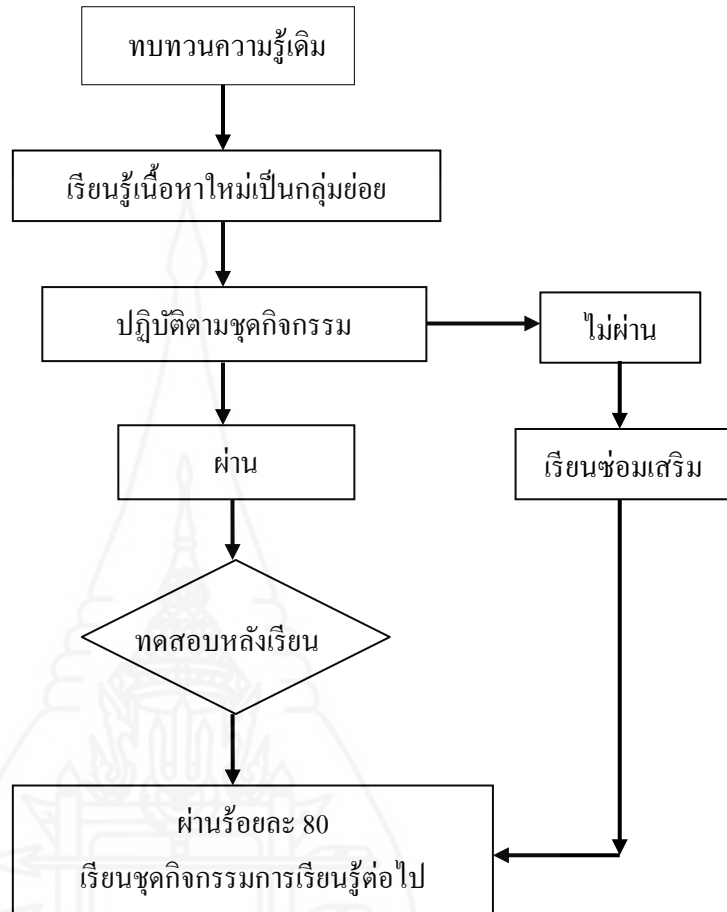 ทบทวนความรู้เดิม
เรียนรู้เนื้อหาใหม่เป็นกลุ่มย่อย
ปฏิบัติตามชุดกิจกรรม
ไม่ผ่าน
ผ่าน
เรียนซ่อมเสริม
ทดสอบหลังเรียน
ผ่านร้อยละ 80
เรียนชุดกิจกรรมการเรียนรู้ต่อไป